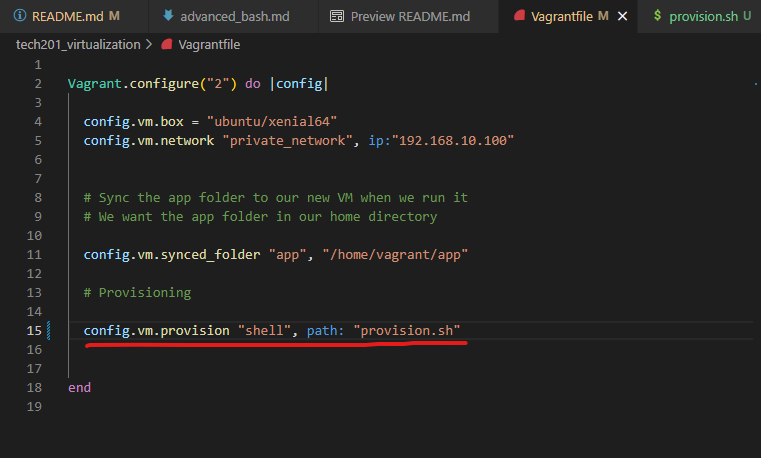 README.md M advanced_bash.md Preview README.md Vagrantfile M provision.sh U
tech201_virtualization > Vagrantfile
1
2 Vagrant.configure("2") do |config|
3
4 config.vm.box = "ubuntu/xenial64"
5 config.vm.network "private_network", ip:"192.168.10.100"
6
7
8 # Sync the app folder to our new VM when we run it
9 # We want the app folder in our home directory
10
11 config.vm.synced_folder "app", "/home/vagrant/app"
12
13 # Provisioning
14
15 config.vm.provision "shell", path: "provision.sh"
16
17
18 end
19